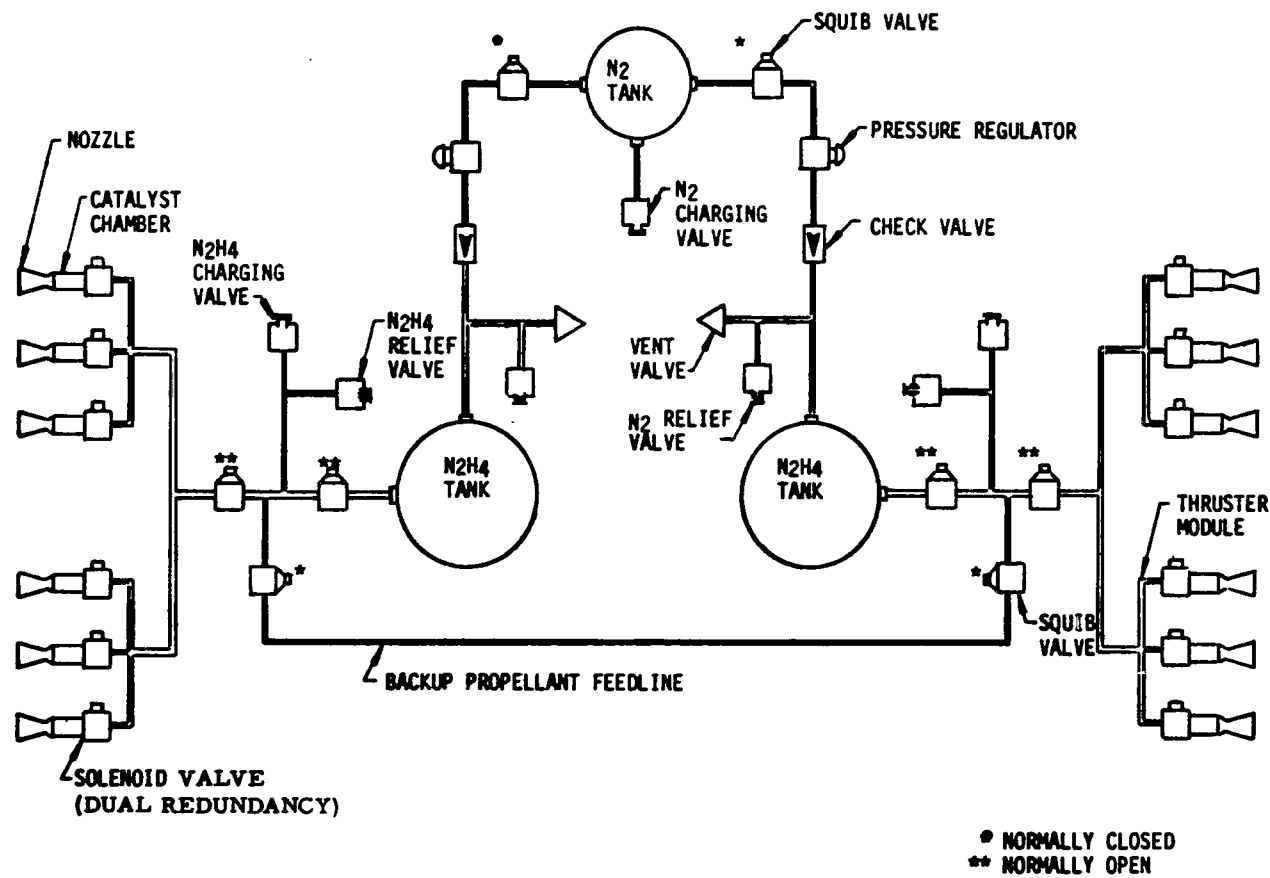 SQUIB VALVE
*
*
N2
TANK
NOZZLE
PRESSURE REGULATOR
CATALYST
CHAMBER
N2
CHARGING
VALVE
CHECK VALVE
N2H4
CHARGING
VALVE
N2H4
RELIEF
VALVE
VENT
VALVE
N2 RELIEF
VALVE
**
**
N2H4
TANK
N2H4
TANK
**
**
THRUSTER
MODULE
*
*
SQUIB
VALVE
BACKUP PROPELLANT FEEDLINE
SOLENOID VALVE
(DUAL REDUNDANCY)
* NORMALLY CLOSED
** NORMALLY OPEN